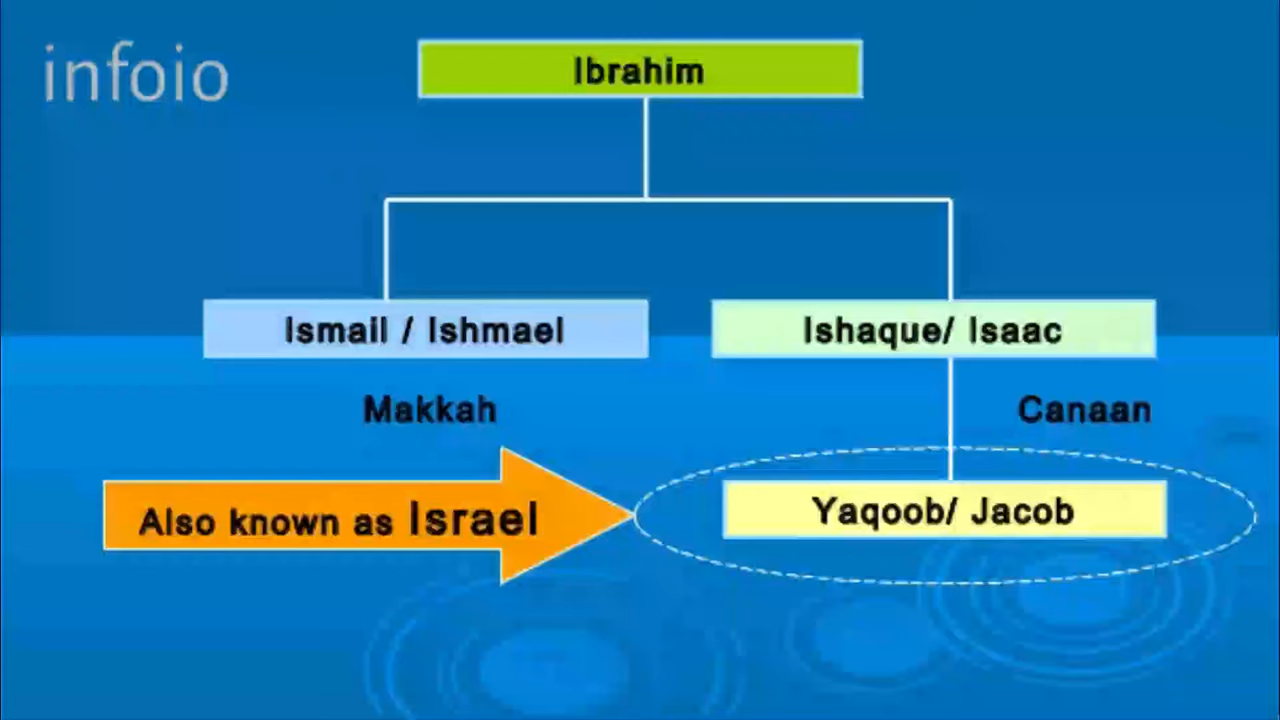 infoio
Ibrahim
Ismail / Ishmael
Ishaque/ Isaac
Makkah
Canaan
Also known as Israel
Yaqoob/ Jacob